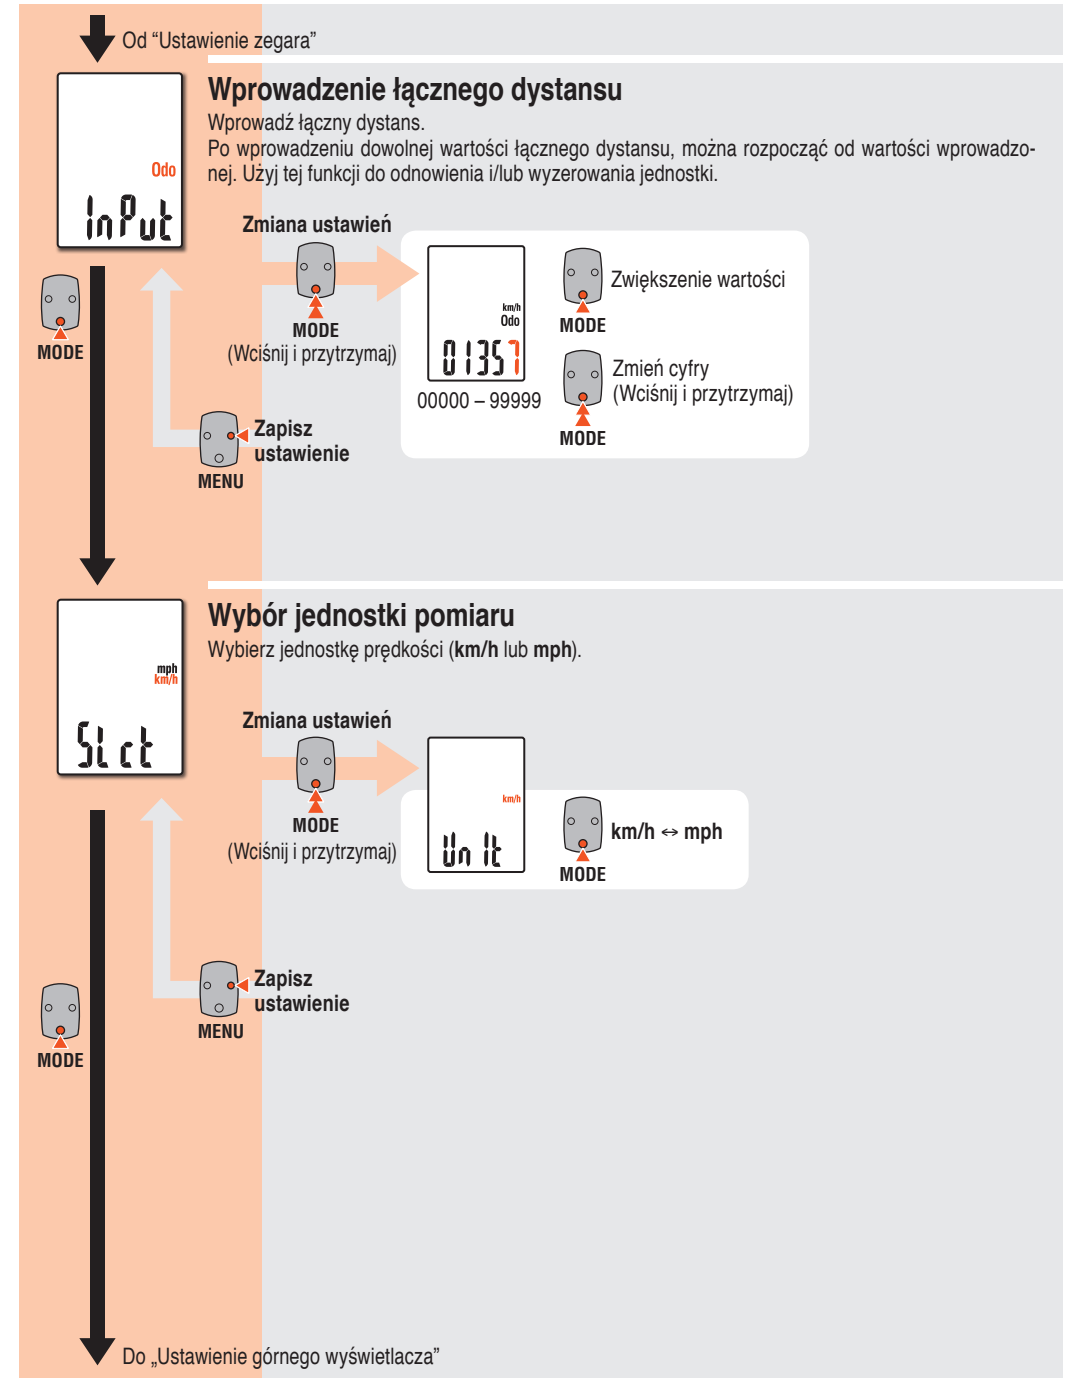 Od “Ustawienie zegara”
Wprowadzenie łącznego dystansu
Wprowadź łączny dystans.
Po wprowadzeniu dowolnej wartości łącznego dystansu, można rozpocząć od wartości wprowadzo-
nej. Użyj tej funkcji do odnowienia i/lub wyzerowania jednostki.
Odo
InPut
MODE
Zmiana ustawień
MODE
(Wciśnij i przytrzymaj)
km/h
Odo
01357
00000 – 99999
Zwiększenie wartości
MODE
Zmień cyfry
(Wciśnij i przytrzymaj)
MODE
Zapisz
ustawienie
MENU
Wybór jednostki pomiaru
Wybierz jednostkę prędkości (km/h lub mph).
mph
km/h
SLct
Zmiana ustawień
MODE
(Wciśnij i przytrzymaj)
km/h
UnIt
km/h ↔ mph
MODE
Zapisz
ustawienie
MENU
MODE
Do „Ustawienie górnego wyświetlacza”